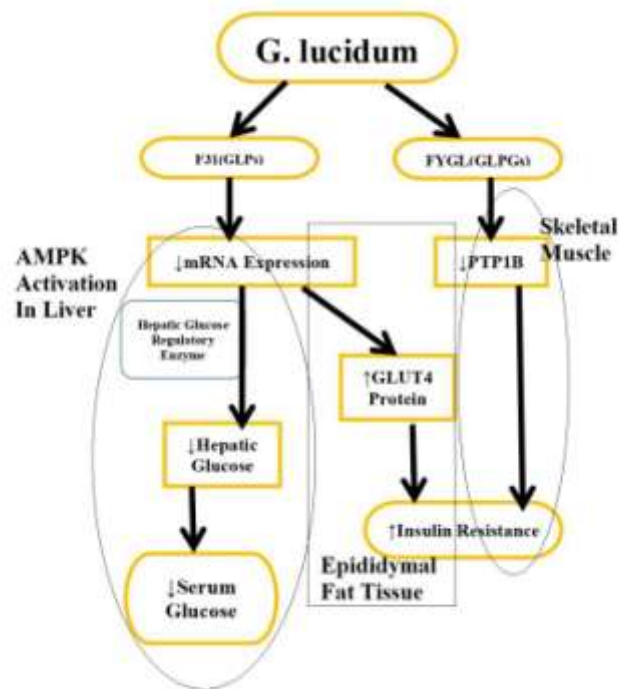 G. lucidum
F31(GLPs)
FYGL(GLPGs)
Skeletal
Muscle
AMPK
Activation
In Liver
↓mRNA Expression
↓PTP1B
Hepatic Glucose
Regulatory
Enzyme
↑GLUT4
Protein
↓Hepatic
Glucose
↑Insulin Resistance
Epididymal
Fat Tissue
↓Serum
Glucose